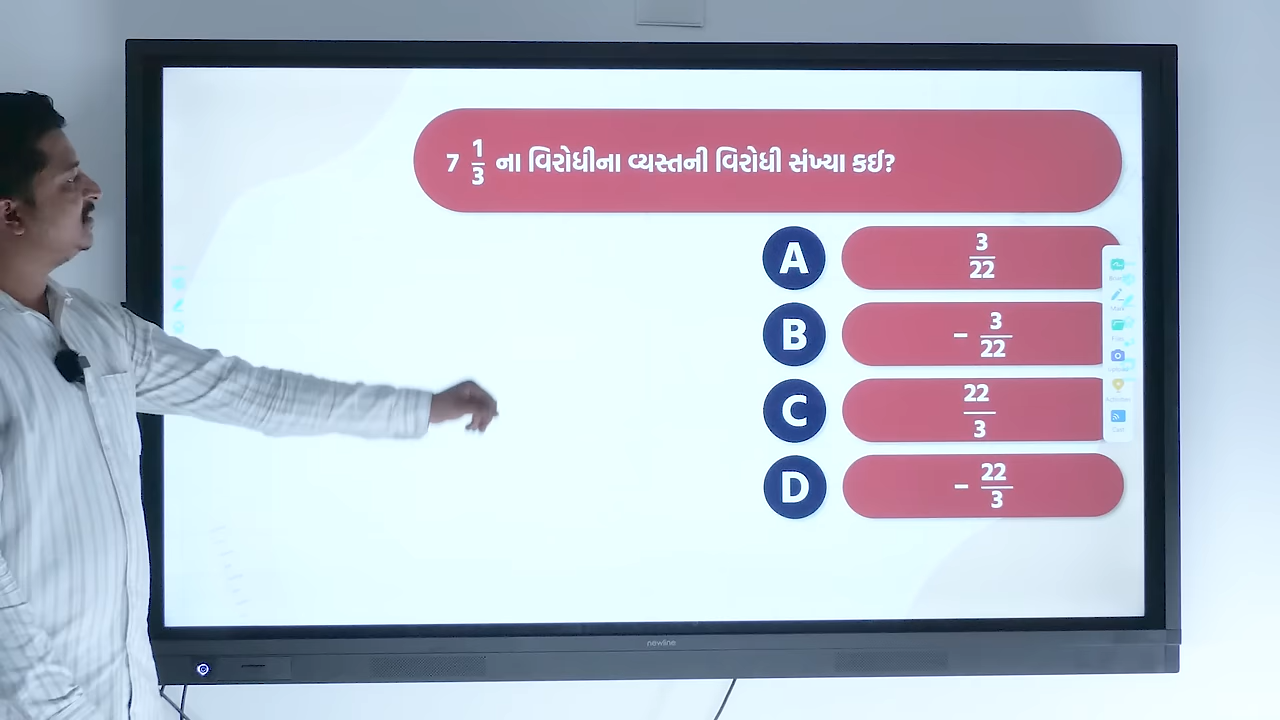 7 1/3 ના વિરોધીના વ્યસ્તની વિરોધી સંખ્યા કઈ?
A 3/22
B - 3/22
C 22/3
D - 22/3
newline